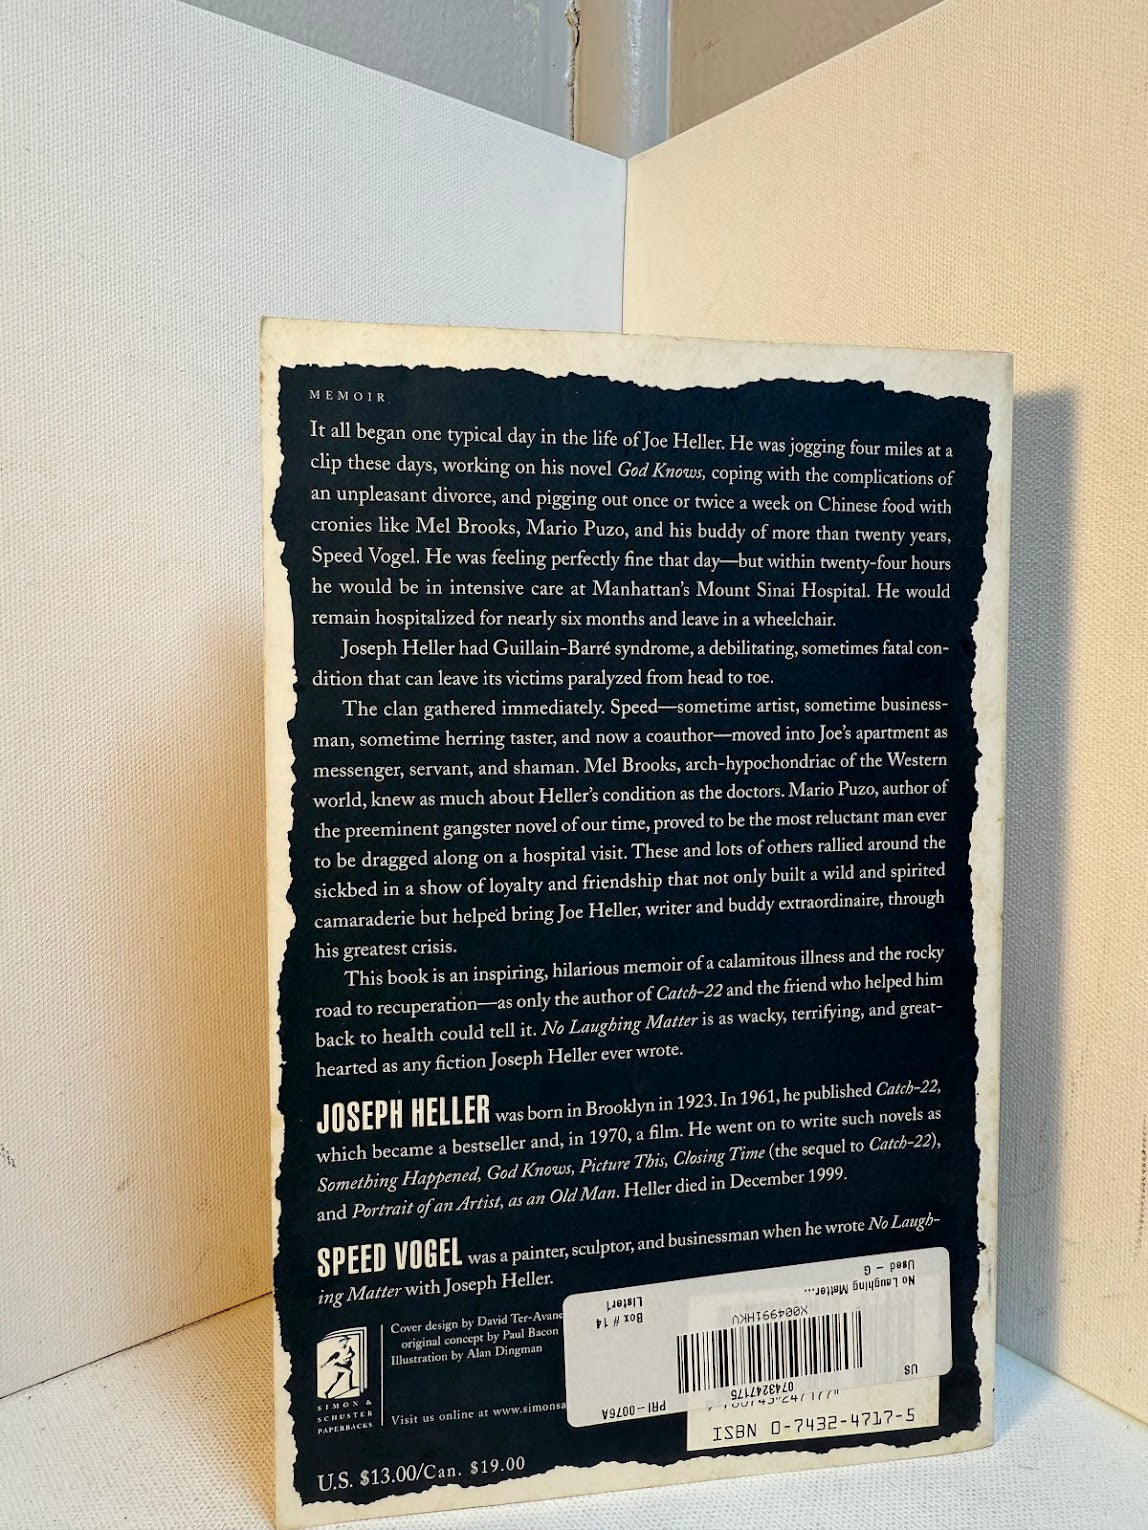 MEMOIR
It all began one typical day in the life of Joe Heller. He was jogging four miles at a
clip these days, working on his novel God Knows, coping with the complications of
an unpleasant divorce, and pigging out once or twice a week on Chinese food with
cronies like Mel Brooks, Mario Puzo, and his buddy of more than twenty years,
Speed Vogel. He was feeling perfectly fine that day—but within twenty-four hours
he would be in intensive care at Manhattan's Mount Sinai Hospital. He would
remain hospitalized for nearly six months and leave in a wheelchair.
Joseph Heller had Guillain-Barré syndrome, a debilitating, sometimes fatal con-
dition that can leave its victims paralyzed from head to toe.
The clan gathered immediately. Speed—sometime artist, sometime business-
man, sometime herring taster, and now a coauthor—moved into Joe's apartment as
messenger, servant, and shaman. Mel Brooks, arch-hypochondriac of the Western
world, knew as much about Heller's condition as the doctors. Mario Puzo, author of
the preeminent gangster novel of our time, proved to be the most reluctant man ever
to be dragged along on a hospital visit. These and lots of others rallied around the
sickbed in a show of loyalty and friendship that not only built a wild and spirited
camaraderie but helped bring Joe Heller, writer and buddy extraordinaire, through
his greatest crisis.
This book is an inspiring, hilarious memoir of a calamitous illness and the rocky
road to recuperation—as only the author of Catch-22 and the friend who helped him
back to health could tell it. No Laughing Matter is as wacky, terrifying, and great-
hearted as any fiction Joseph Heller ever wrote.
JOSEPH HELLER was born in Brooklyn in 1923. In 1961, he published Catch-22,
which became a bestseller and, in 1970, a film. He went on to write such novels as
Something Happened, God Knows, Picture This, Closing Time (the sequel to Catch-22),
and Portrait of an Artist, as an Old Man. Heller died in December 1999.
SPEED VOGEL was a painter, sculptor, and businessman when he wrote No Laugh-
ing Matter with Joseph Heller.
Cover design by David Ter-Avane
original concept by Paul Bacon
Illustration by Alan Dingman
SIMON &
SCHUSTER
PAPERBACKS
Visit us online at www.simonsa
U.S. $13.00/Can. $19.00
PRI-0076A
0743247175
US
X004991HKV
Box # 14
Lister1
No Laughing Matter...
Used - G
ISBN 0-7432-4717-5